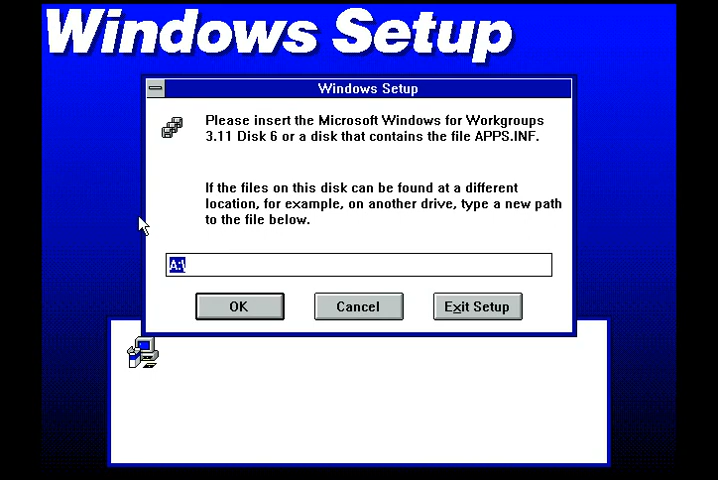 Windows Setup
Windows Setup
Please insert the Microsoft Windows for Workgroups
3.11 Disk 6 or a disk that contains the file APPS.INF.
If the files on this disk can be found at a different
location, for example, on another drive, type a new path
to the file below.
A:\
OK
Cancel
Exit Setup